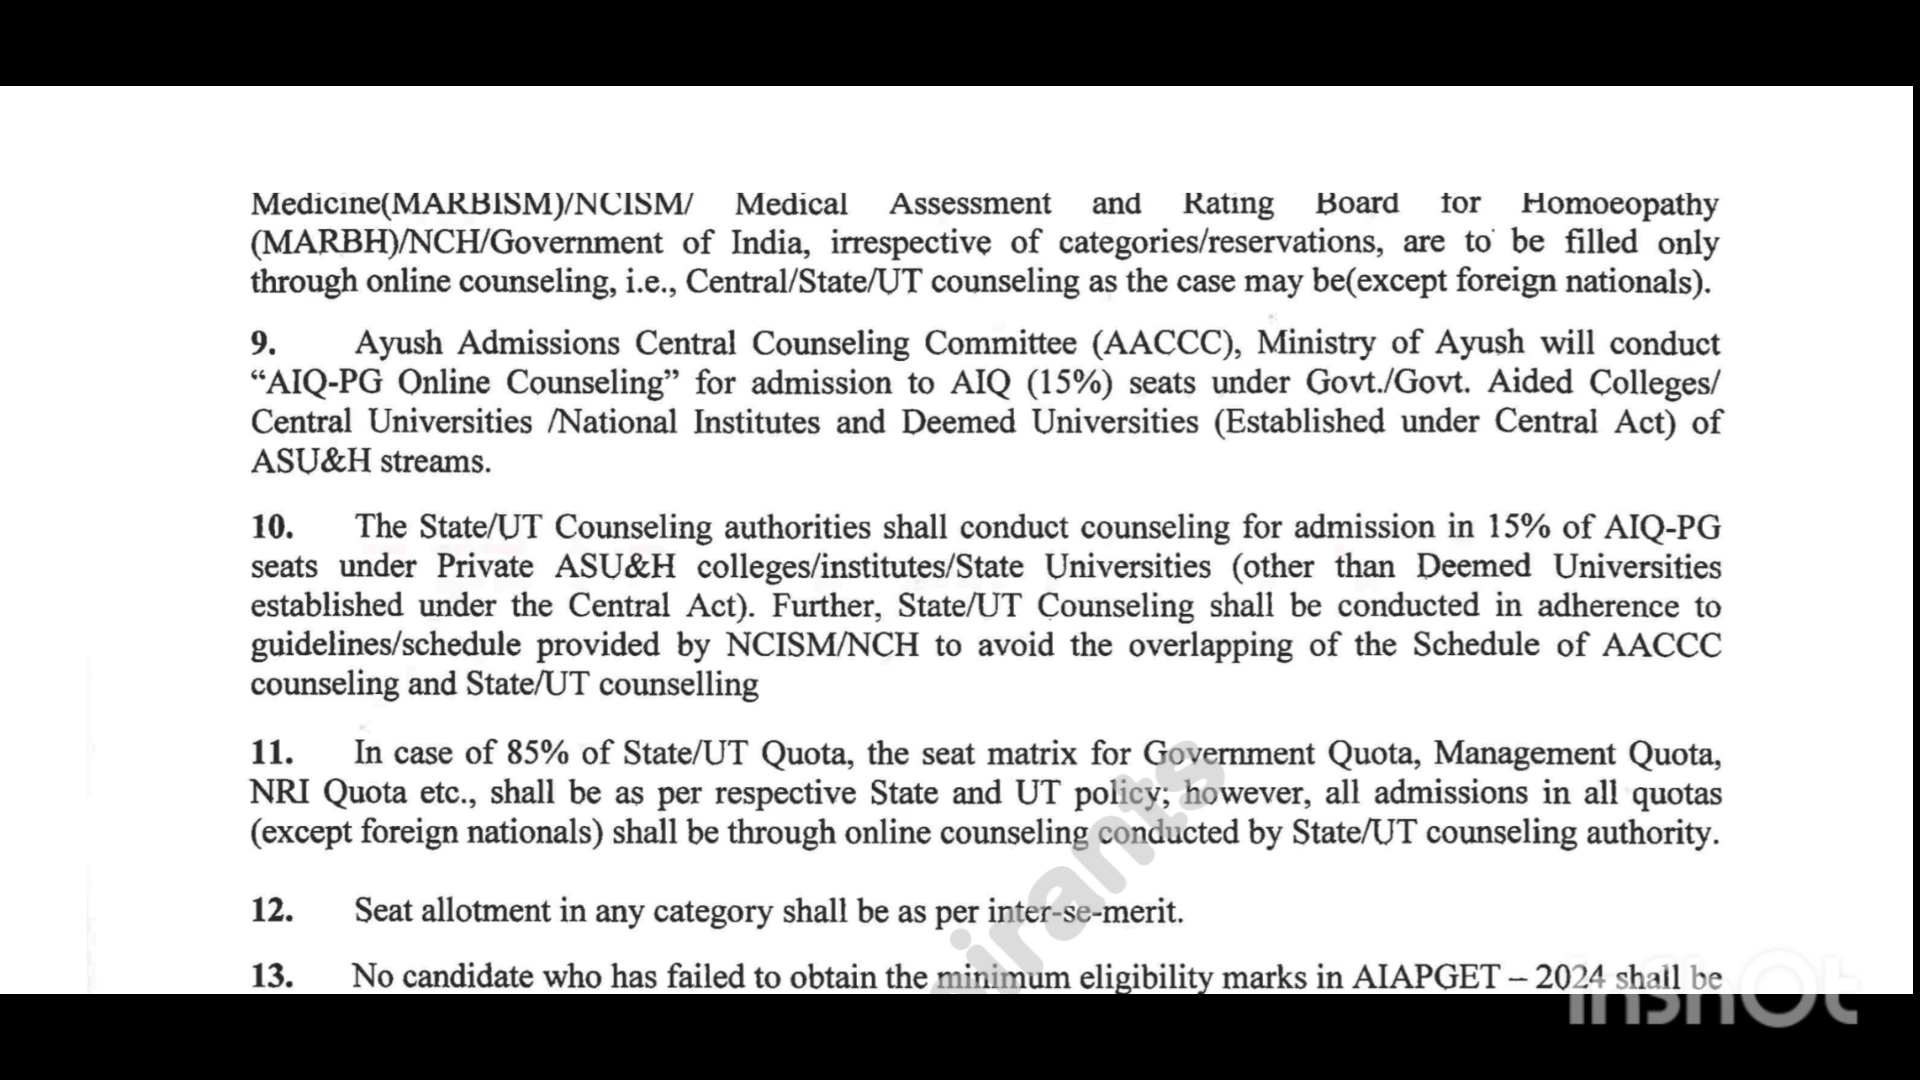 Medicine(MARBISM)/NCISM/ Medical Assessment and Rating Board for Homoeopathy
(MARBH)/NCH/Government of India, irrespective of categories/reservations, are to be filled only
through online counseling, i.e., Central/State/UT counseling as the case may be(except foreign nationals).
9. Ayush Admissions Central Counseling Committee (AACCC), Ministry of Ayush will conduct
“AIQ-PG Online Counseling” for admission to AIQ (15%) seats under Govt./Govt. Aided Colleges/
Central Universities /National Institutes and Deemed Universities (Established under Central Act) of
ASU&H streams.
10. The State/UT Counseling authorities shall conduct counseling for admission in 15% of AIQ-PG
seats under Private ASU&H colleges/institutes/State Universities (other than Deemed Universities
established under the Central Act). Further, State/UT Counseling shall be conducted in adherence to
guidelines/schedule provided by NCISM/NCH to avoid the overlapping of the Schedule of AACCC
counseling and State/UT counselling
11. In case of 85% of State/UT Quota, the seat matrix for Government Quota, Management Quota,
NRI Quota etc., shall be as per respective State and UT policy; however, all admissions in all quotas
(except foreign nationals) shall be through online counseling conducted by State/UT counseling authority.
12. Seat allotment in any category shall be as per inter-se-merit.
13. No candidate who has failed to obtain the minimum eligibility marks in AIAPGET – 2024 shall be
inshot